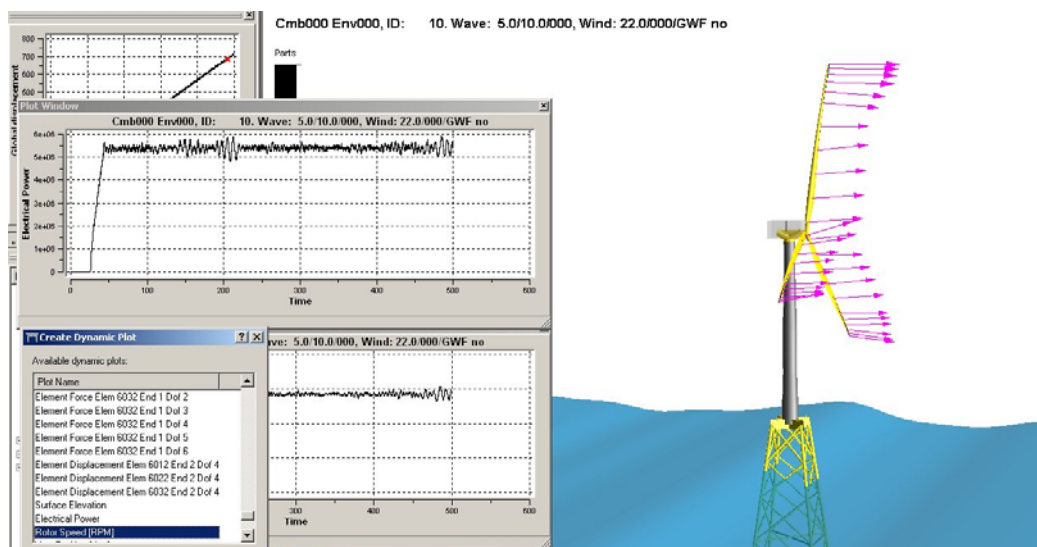 Cmb000 Env000, ID: 10. Wave: 5.0/10.0/000, Wind: 22.0/000/GWF no
Parts
800
700
600
500
Global displacement
Plot Window
Cmb000 Env000, ID: 10. Wave: 5.0/10.0/000, Wind: 22.0/000/GWF no
6e+06
5e+06
4e+06
3e+06
2e+06
1e+06
0
Electrical Power
0 100 200 300 400 500 600
Time
Create Dynamic Plot
Available dynamic plots:
Plot Name
Element Force Elem 6032 End 1 Dof 2
Element Force Elem 6032 End 1 Dof 3
Element Force Elem 6032 End 1 Dof 4
Element Force Elem 6032 End 1 Dof 5
Element Force Elem 6032 End 1 Dof 6
Element Displacement Elem 6012 End 2 Dof 4
Element Displacement Elem 6022 End 2 Dof 4
Element Displacement Elem 6032 End 2 Dof 4
Surface Elevation
Electrical Power
Rotor Speed [RPM]
ave: 5.0/10.0/000, Wind: 22.0/000/GWF no
300 400 500 600
Time